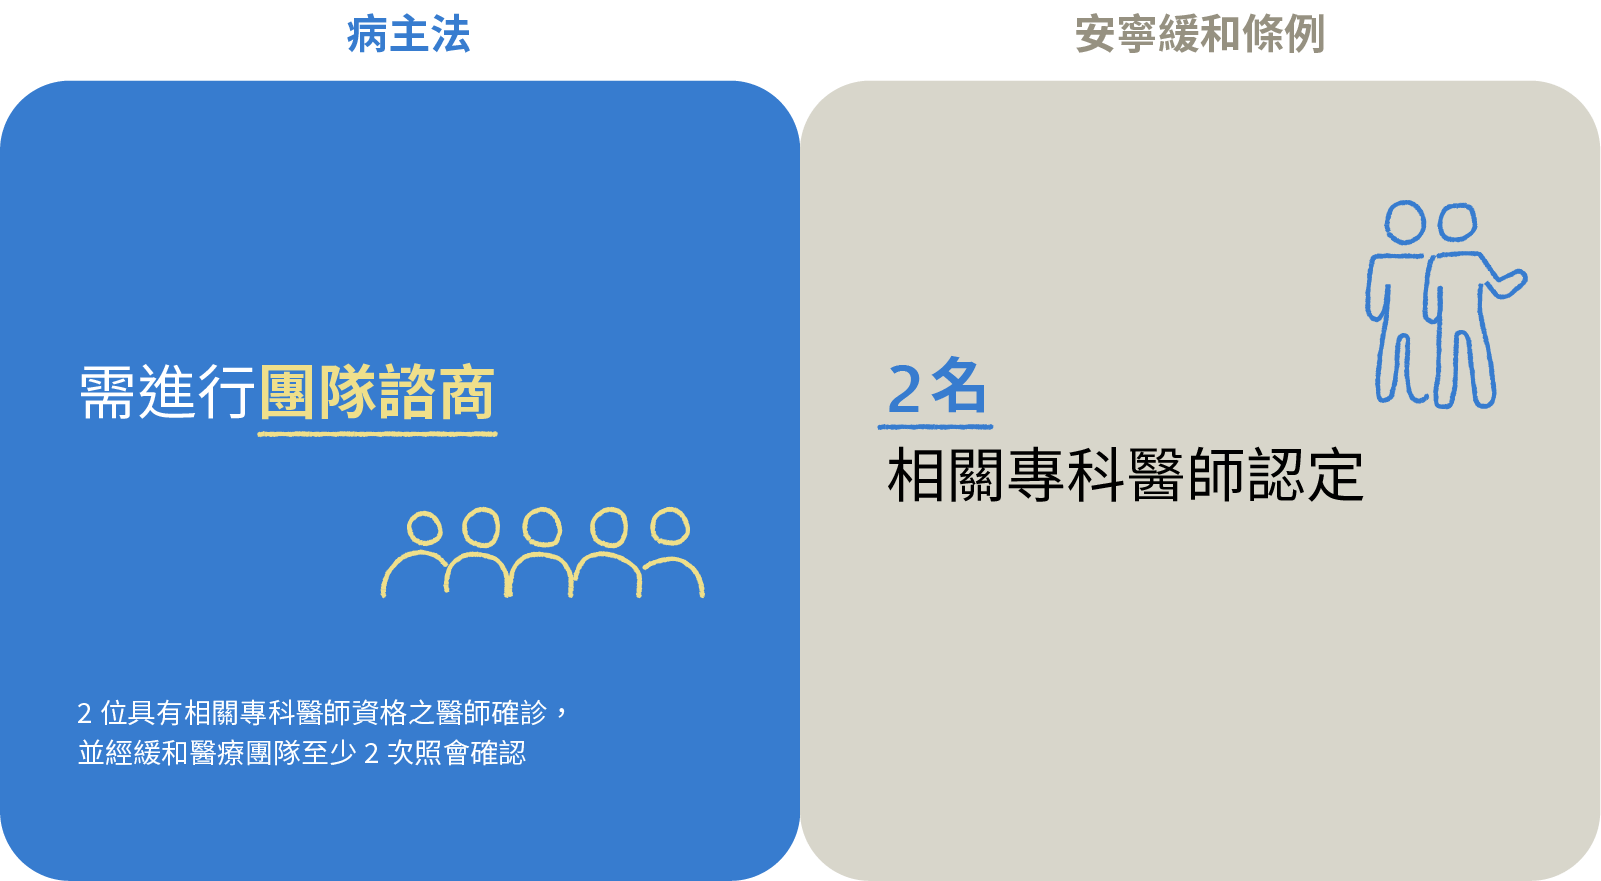 病主法
需進行團隊諮商
2 位具有相關專科醫師資格之醫師確診，
並經緩和醫療團隊至少 2 次照會確認
安寧緩和條例
2 名
相關專科醫師認定